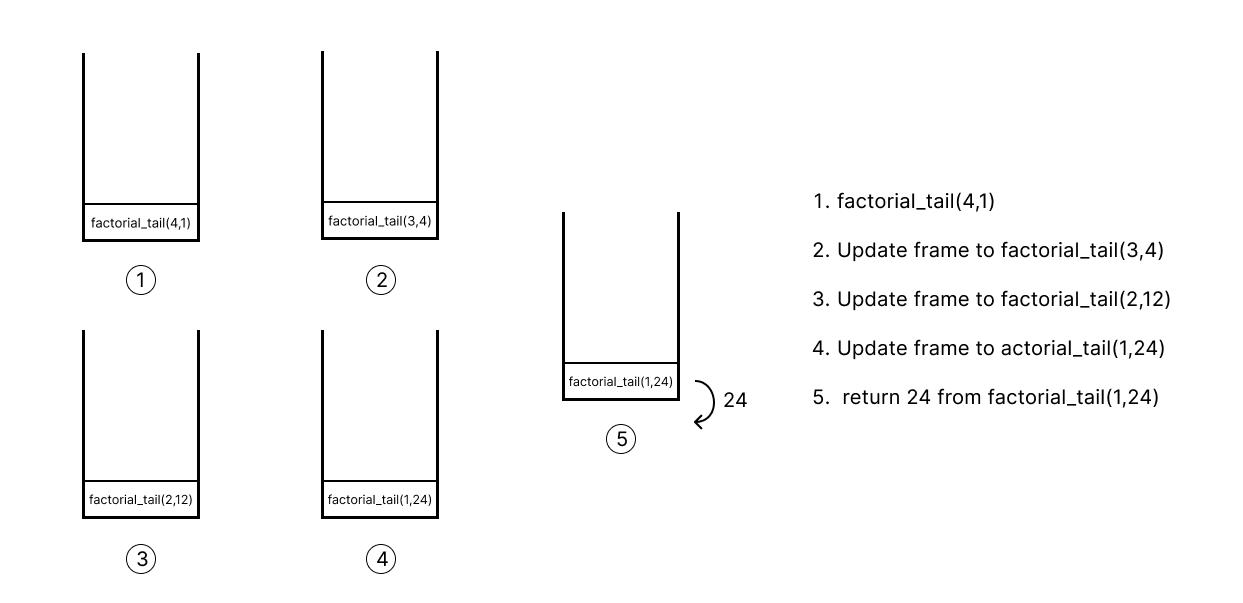 factorial_tail(4,1)
factorial_tail(3,4)
1
2
factorial_tail(2,12)
factorial_tail(1,24)
3
4
factorial_tail(1,24)
24
5
1. factorial_tail(4,1)
2. Update frame to factorial_tail(3,4)
3. Update frame to factorial_tail(2,12)
4. Update frame to actorial_tail(1,24)
5. return 24 from factorial_tail(1,24)